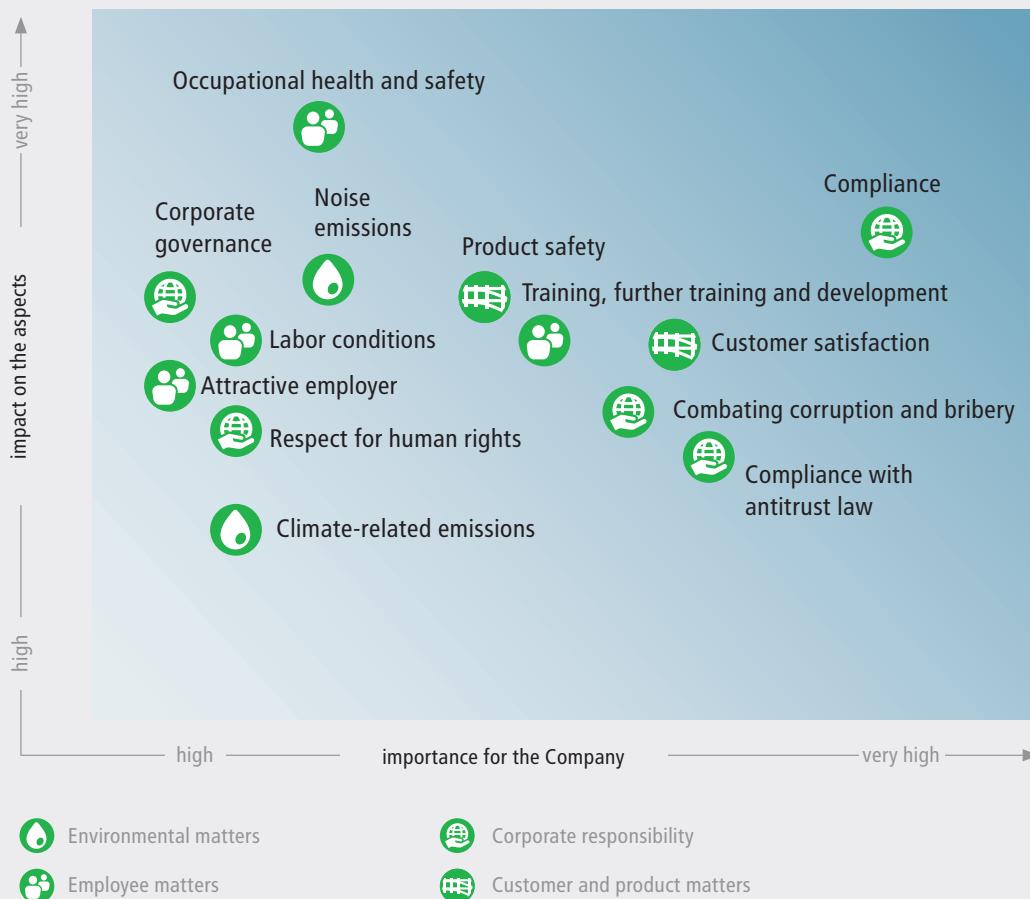 very high
impact on the aspects
high
Occupational health and safety
Corporate
governance
Noise
emissions
Compliance
Product safety
Training, further training and development
Labor conditions
Customer satisfaction
Attractive employer
Combating corruption and bribery
Respect for human rights
Compliance with
antitrust law
Climate-related emissions
high
importance for the Company
very high
Environmental matters
Corporate responsibility
Employee matters
Customer and product matters